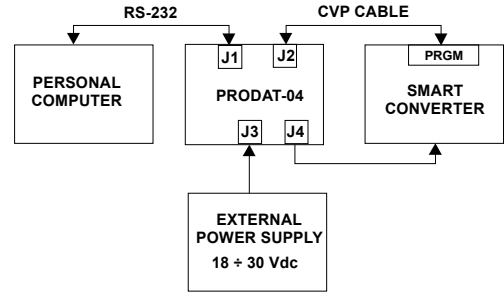 RS-232
CVP CABLE
PERSONAL
COMPUTER
J1
J2
PRODAT-04
J3
J4
PRGM
SMART
CONVERTER
EXTERNAL
POWER SUPPLY
18 ÷ 30 Vdc